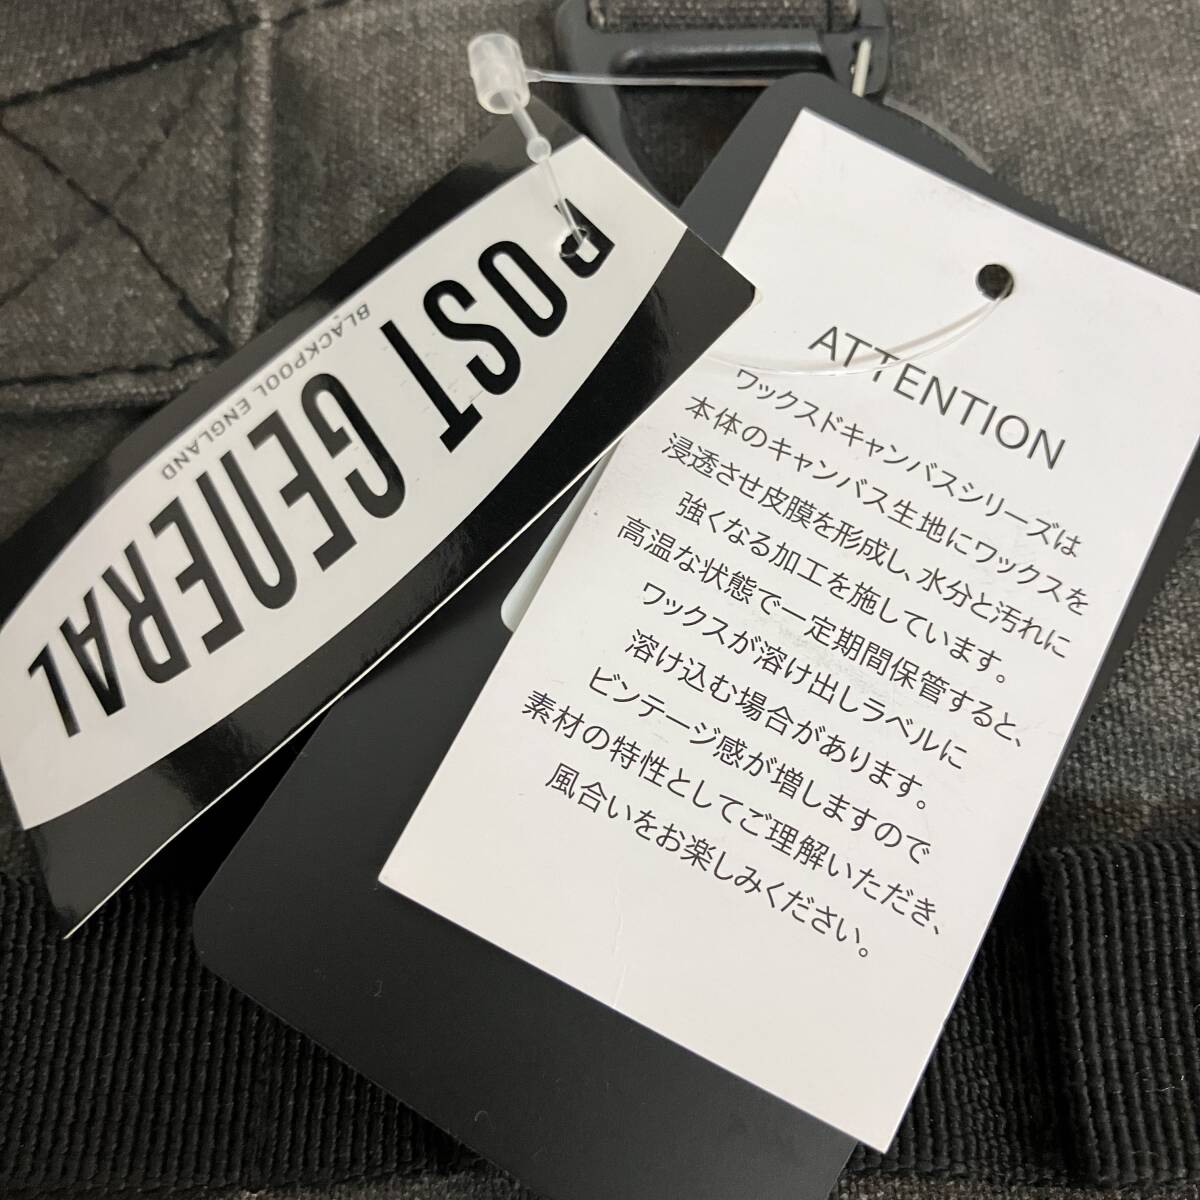 POST GENERAL
BLACKPOOL ENGLAND
ATTENTION
ワックスドキャンバスシリーズは
本体のキャンバス生地にワックスを
浸透させ皮膜を形成し、水分と汚れに
強くなる加工を施しています。
高温な状態で一定期間保管すると、
ワックスが溶け出しラベルに
溶け込む場合があります。
ビンテージ感が増しますので
素材の特性としてご理解いただき、
風合いをお楽しみください。